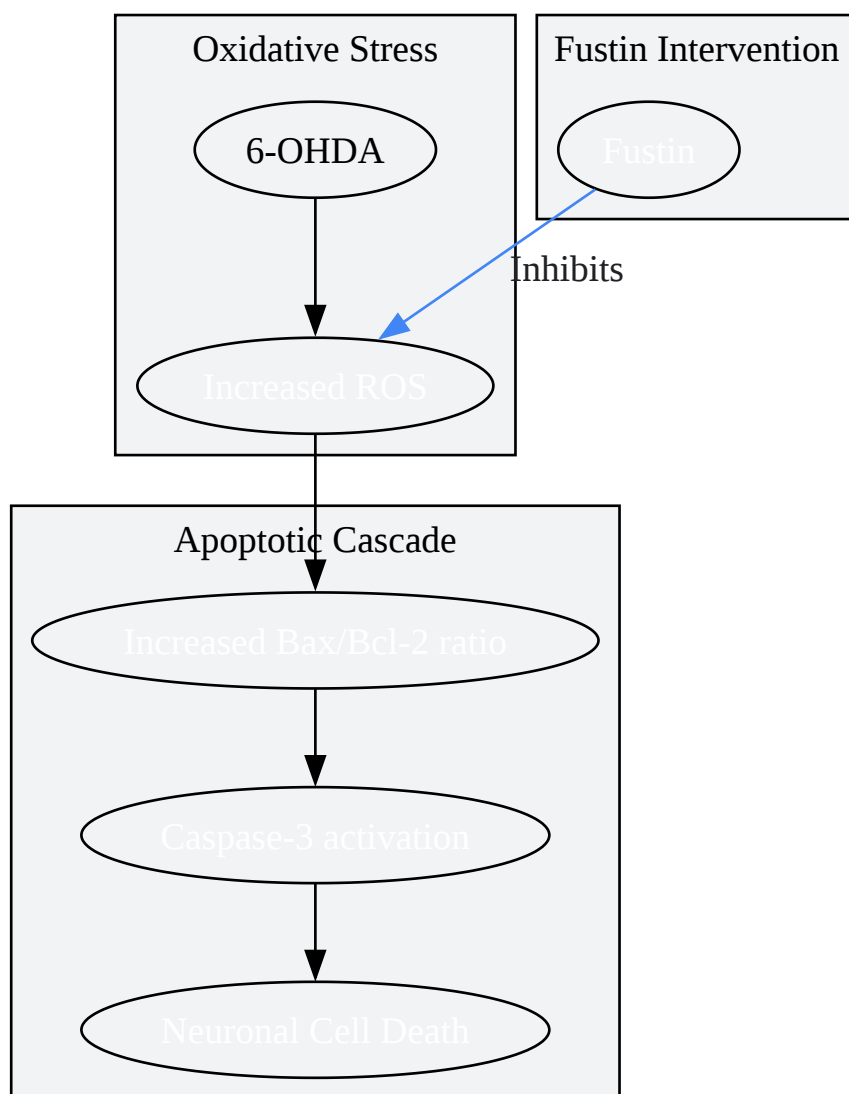 Oxidative Stress
Fustin Intervention
6-OHDA
Fustin
Inhibits
Increased ROS
Apoptotic Cascade
Increased Bax/Bcl-2 ratio
Caspase-3 activation
Neuronal Cell Death